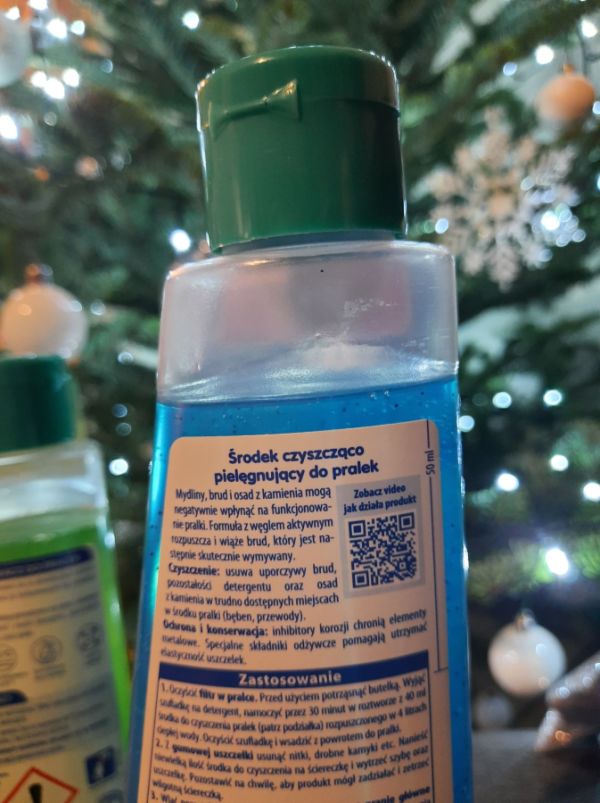 Środek czyszcząco
pielęgnujący do pralek
Mydliny, brud i osad z kamienia mogą
negatywnie wpłynąć na funkcjonowa-
nie pralki. Formuła z węglem aktywnym
rozpuszcza i wiąże brud, który jest na-
stępnie skutecznie wymywany.
Czyszczenie: usuwa uporczywy brud,
pozostałości detergentu oraz osad
z kamienia w trudno dostępnych miejscach
w środku pralki (bęben, przewody).
Ochrona i konserwacja: inhibitory korozji chronią elementy
metalowe. Specjalne składniki odżywcze pomagają utrzymać
elastyczność uszczelek.
Zobacz video
jak działa produkt
50 ml
Zastosowanie
1. Oczyścić filtr w pralce. Przed użyciem potrząsnąć butelką. Wyjąć
szufladkę na detergent, namoczyć przez 30 minut w roztworze z 40 ml
środka do czyszczenia pralek (patrz podziałka) rozpuszczonego w 4 litrach
ciepłej wody. Oczyścić szufladkę i wsadzić z powrotem do pralki.
2. Z gumowej uszczelki usunąć nitki, drobne kamyki etc. Nanieść
niewielką ilość środka do czyszczenia na ściereczkę i wytrzeć szybę oraz
uszczelkę. Pozostawić na chwilę, aby produkt mógł zadziałać i zetrzeć
wilgotną ściereczką.
główne